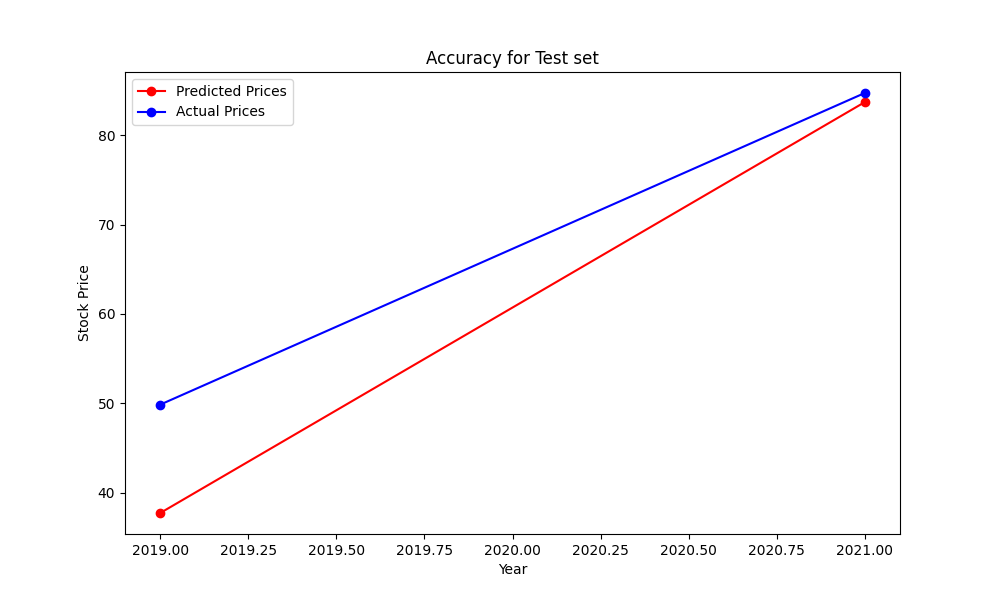 Accuracy for Test set
Predicted Prices
Actual Prices
80
70
60
50
40
Stock Price
2019.00 2019.25 2019.50 2019.75 2020.00 2020.25 2020.50 2020.75 2021.00
Year